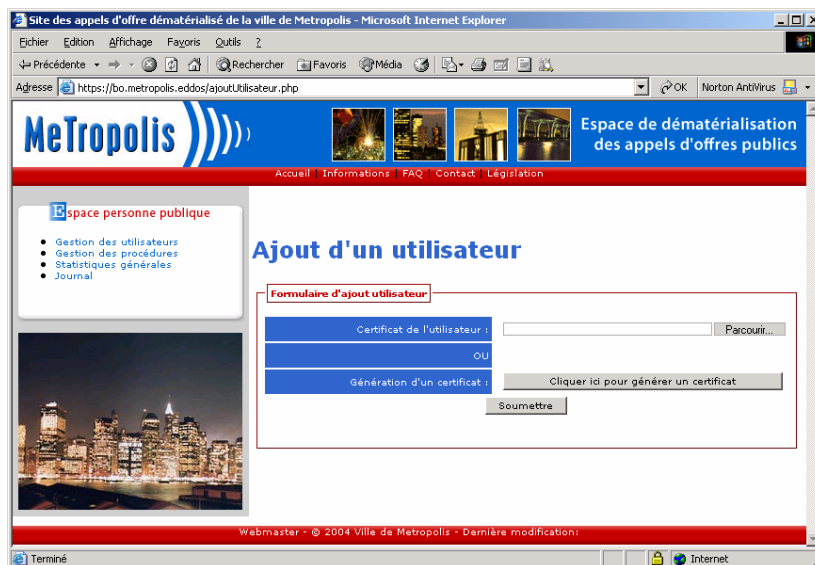 Site des appels d'offre dématérialisé de la ville de Metropolis - Microsoft Internet Explorer
Fichier Edition Affichage Favoris Outils ?
Précédente Rechercher Favoris Média
Adresse https://bo.metropolis.eddos/ajoutUtilisateur.php OK Norton AntiVirus
MeTropolis
Espace de dématérialisation
des appels d'offres publics
Accueil | Informations | FAQ | Contact | Législation
Espace personne publique
Gestion des utilisateurs
Gestion des procédures
Statistiques générales
Journal
Ajout d'un utilisateur
Formulaire d'ajout utilisateur
Certificat de l'utilisateur : Parcourir...
OU
Génération d'un certificat : Cliquer ici pour générer un certificat
Soumettre
Webmaster - © 2004 Ville de Metropolis - Dernière modification:
Terminé Internet